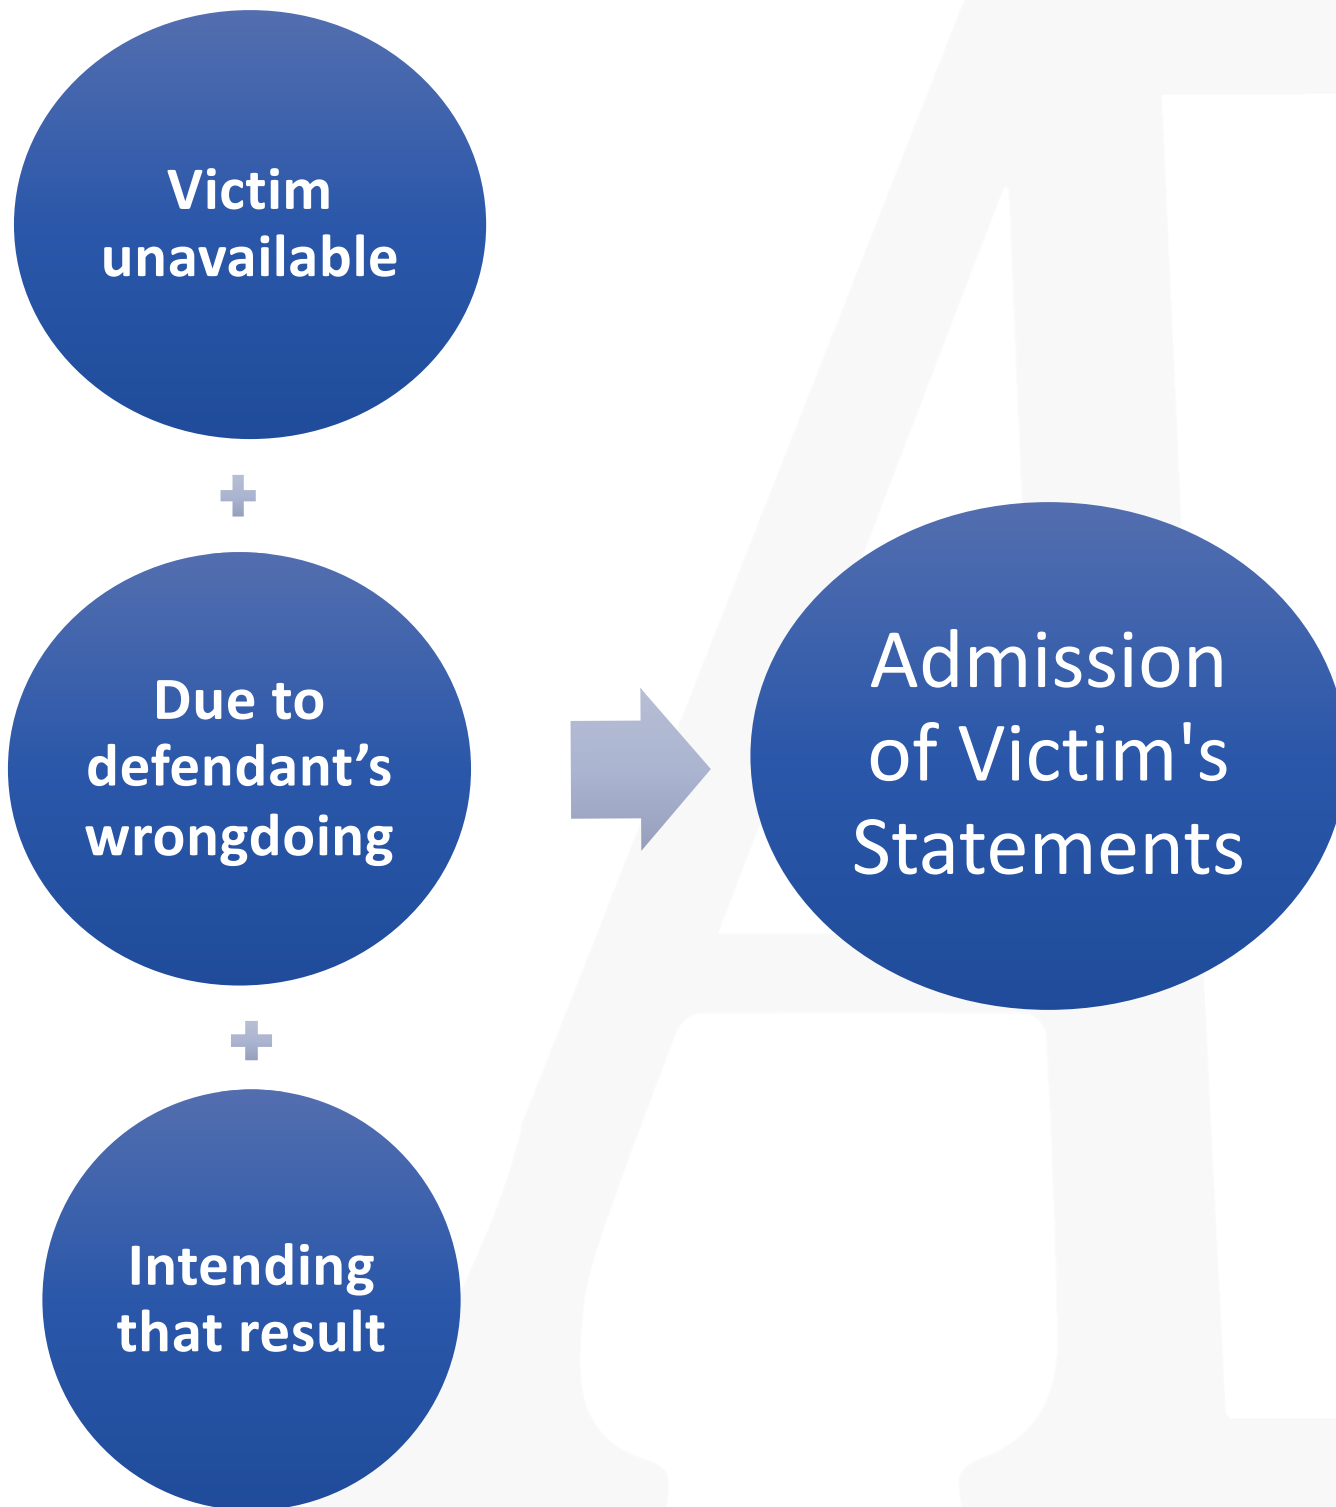 Victim
unavailable
Due to
defendant’s
wrongdoing
Intending
that result
Admission
of Victim's
Statements